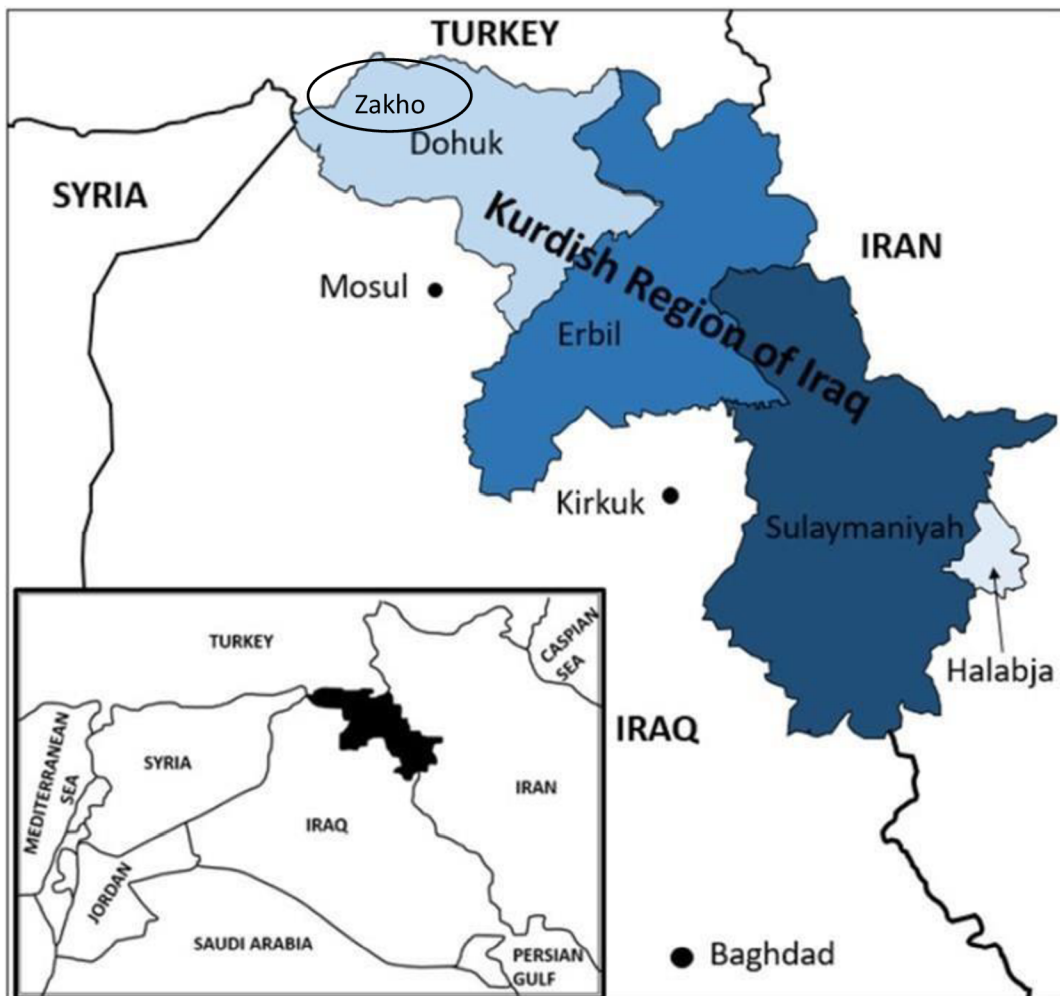 TURKEY
Zakho
Dohuk
SYRIA
Kurdish Region of Iraq
IRAN
Mosul
Erbil
Kirkuk
Sulaymaniyah
Halabja
IRAQ
Baghdad
TURKEY
CASPIAN
SEA
MEDITERRANEAN
SEA
SYRIA
IRAN
IRAQ
JORDAN
SAUDI ARABIA
PERSIAN
GULF